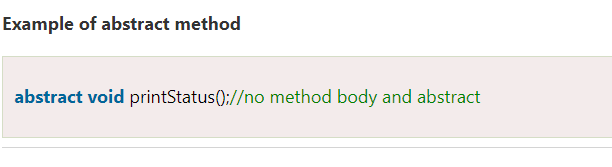 Example of abstract method
abstract void printStatus();//no method body and abstract